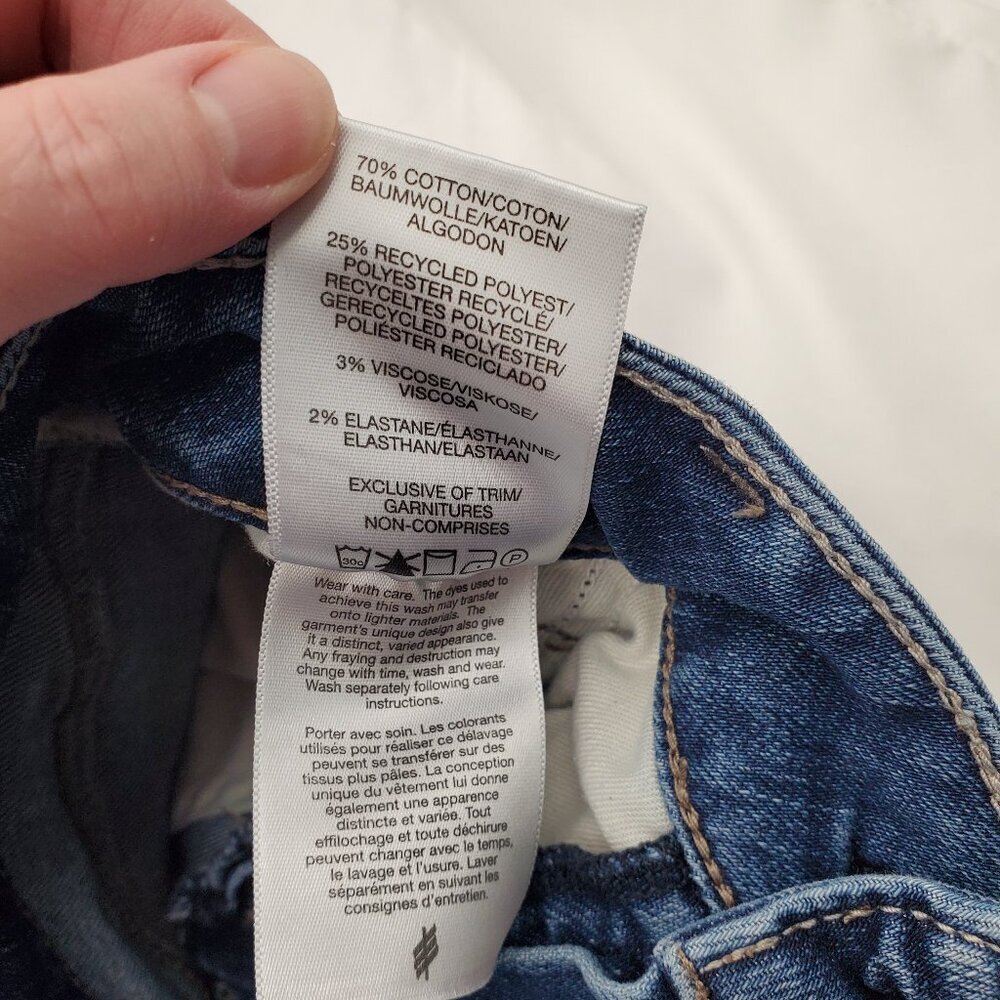 70% COTTON/COTON/
BAUMWOLLE/KATOEN/
ALGODON
25% RECYCLED POLYEST/
POLYESTER RECYCLÉ/
RECYCELTES POLYESTER/
GERECYCLED POLYESTER/
POLIÉSTER RECICLADO
3% VISCOSE/VISKOSE/
VISCOSA
2% ELASTANE/ÉLASTHANNE/
ELASTHAN/ELASTAAN
EXCLUSIVE OF TRIM/
GARNITURES
NON-COMPRISES
30c P
Wear with care. The dyes used to
achieve this wash may transfer
onto lighter materials. The
garment's unique design also give
it a distinct, varied appearance.
Any fraying and destruction may
change with time, wash and wear.
Wash separately following care
instructions.
Porter avec soin. Les colorants
utilisés pour réaliser ce délavage
peuvent se transférer sur des
tissus plus pâles. La conception
unique du vêtement lui donne
également une apparence
distincte et variée. Tout
effilochage et toute déchirure
peuvent changer avec le temps,
le lavage et l'usure. Laver
séparément en suivant les
consignes d'entretien.